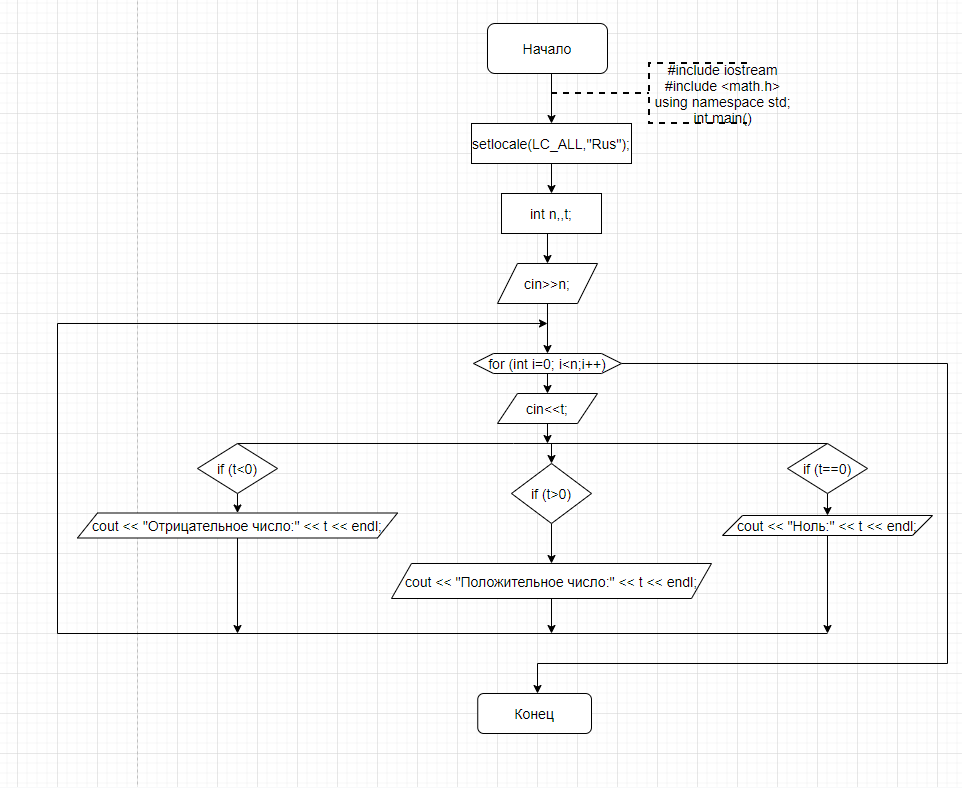 Начало
#include iostream
#include <math.h>
using namespace std;
int main()
setlocale(LC_ALL,"Rus");
int n,,t;
cin>>n;
for (int i=0; i<n;i++)
cin<<t;
if (t<0)
if (t>0)
if (t==0)
cout << "Отрицательное число:" << t << endl;
cout << "Ноль:" << t << endl;
cout << "Положительное число:" << t << endl;
Конец